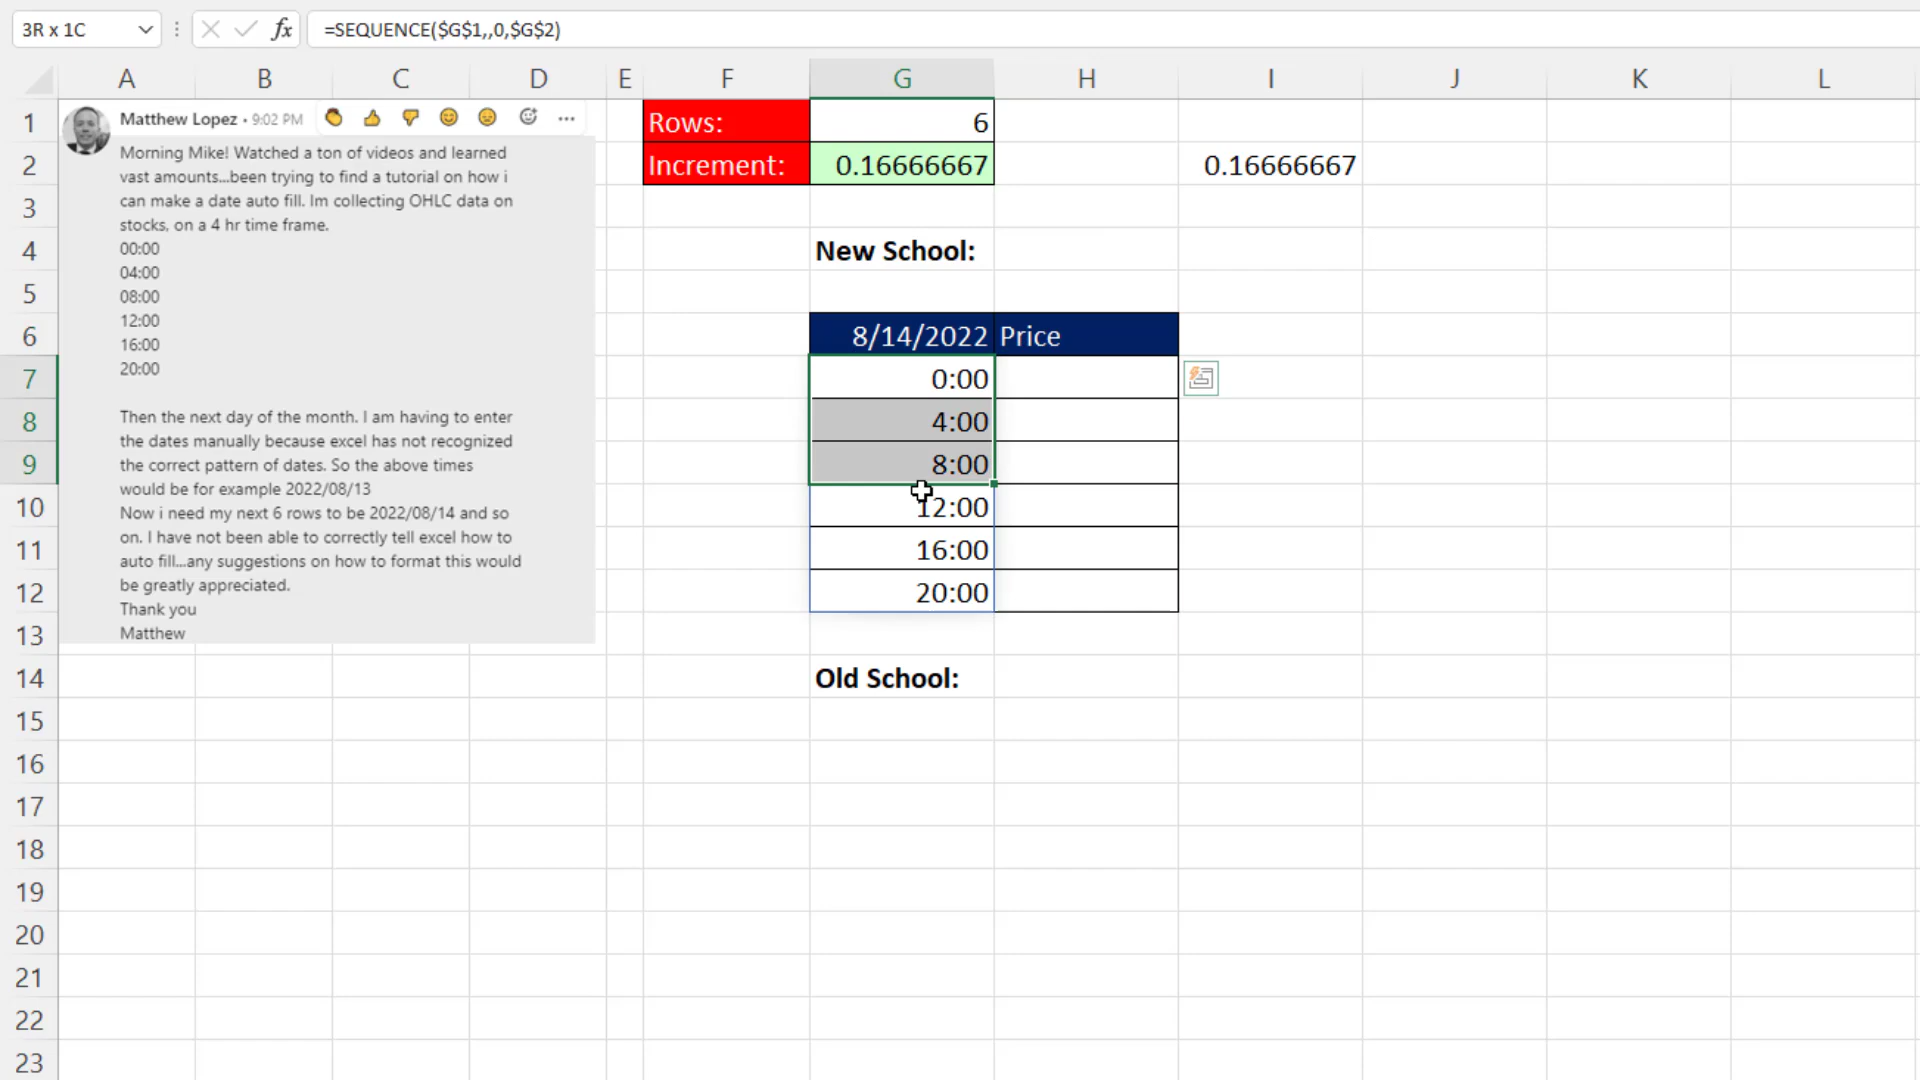 3R x 1C fx =SEQUENCE($G$1,,0,$G$2)
A B C D E F G H I J K L
1 Matthew Lopez • 9:02 PM ... Rows: 6
Morning Mike! Watched a ton of videos and learned
2 vast amounts...been trying to find a tutorial on how i Increment: 0.16666667 0.16666667
can make a date auto fill. Im collecting OHLC data on
3 stocks, on a 4 hr time frame.
4 00:00 New School:
04:00
5 08:00
12:00
6 16:00 8/14/2022 Price
20:00
7 0:00
8 Then the next day of the month. I am having to enter 4:00
the dates manually because excel has not recognized
9 the correct pattern of dates. So the above times 8:00
would be for example 2022/08/13
10 Now i need my next 6 rows to be 2022/08/14 and so 12:00
on. I have not been able to correctly tell excel how to
11 auto fill...any suggestions on how to format this would 16:00
be greatly appreciated.
12 Thank you 20:00
13 Matthew
14 Old School:
15
16
17
18
19
20
21
22
23